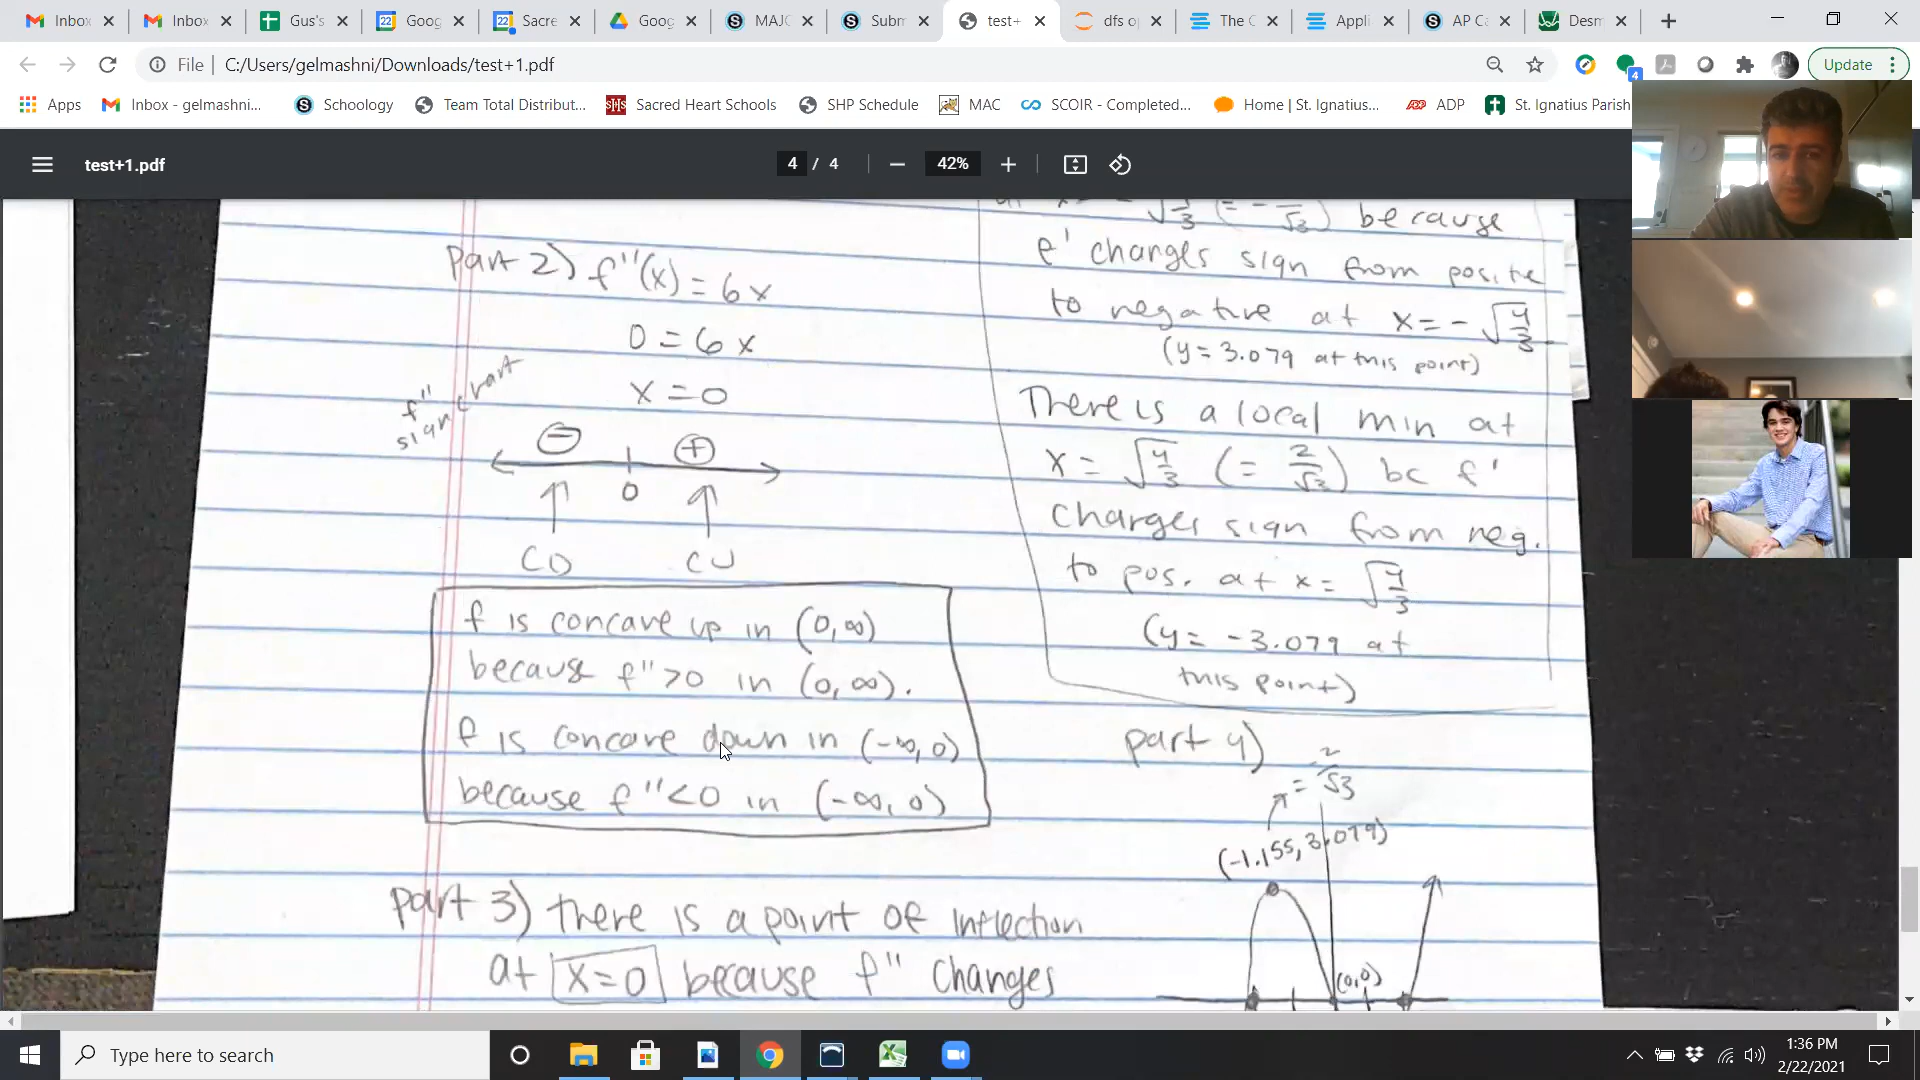 Inbox
Inbox
Gus's
Goog
Sacre
Goog
MAJC
Subm
test+
dfs o
The C
Appli
AP Ca
Desm
File
C:/Users/gelmashni/Downloads/test+1.pdf
4
Update
Apps
Inbox - gelmashni...
Schoology
Team Total Distribut...
Sacred Heart Schools
SHP Schedule
MAC
SCOIR - Completed...
Home | St. Ignatius...
ADP
St. Ignatius Parish
test+1.pdf
4 / 4
42%
Part 2) f''(x) = 6x
0 = 6x
x = 0
f''
sign chart
− +
0
CD CU
f is concave up in (0,∞)
because f''>0 in (0,∞).
f is concave down in (-∞,0)
because f''<0 in (-∞,0)
part 3) there is a point of inflection
at x=0 because f'' changes
because
f' changes sign from positive
to negative at x=-√4/3
(y=3.079 at this point)
There is a local min at
x=√4/3 (=2/√3) bc f'
changes sign from neg.
to pos. at x=√4/3
(y=-3.079 at
this point)
part 4)
= -2/√3
(-1.155, 3.079)
(0,0)
Type here to search
1:36 PM
2/22/2021